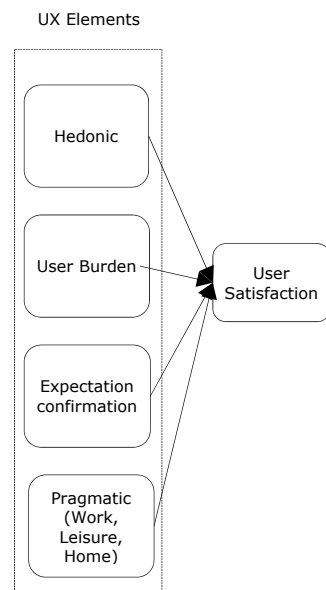 UX Elements
Hedonic
User Burden
User
Satisfaction
Expectation
confirmation
Pragmatic
(Work,
Leisure,
Home)